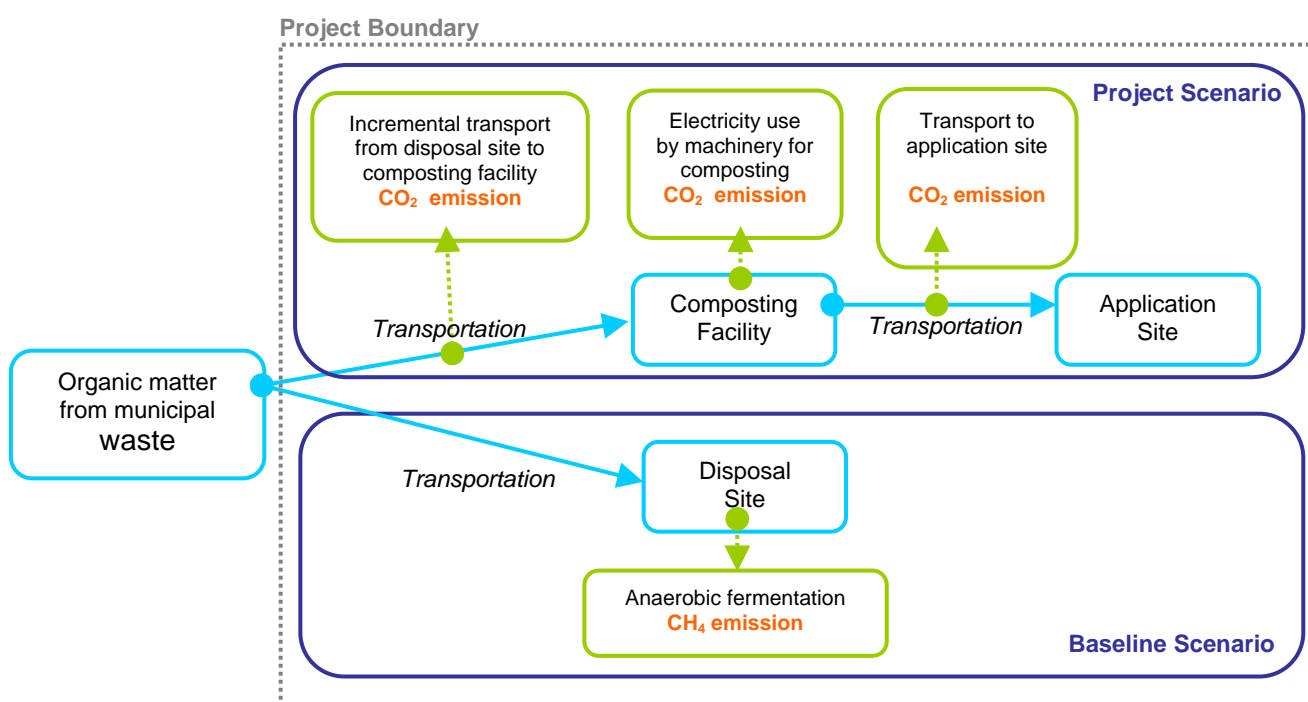 Project Boundary
Project Scenario
Incremental transport
from disposal site to
composting facility
CO₂ emission
Electricity use
by machinery for
composting
CO₂ emission
Transport to
application site
CO₂ emission
Transportation
Composting
Facility
Transportation
Application
Site
Organic matter
from municipal
waste
Transportation
Disposal
Site
Anaerobic fermentation
CH₄ emission
Baseline Scenario